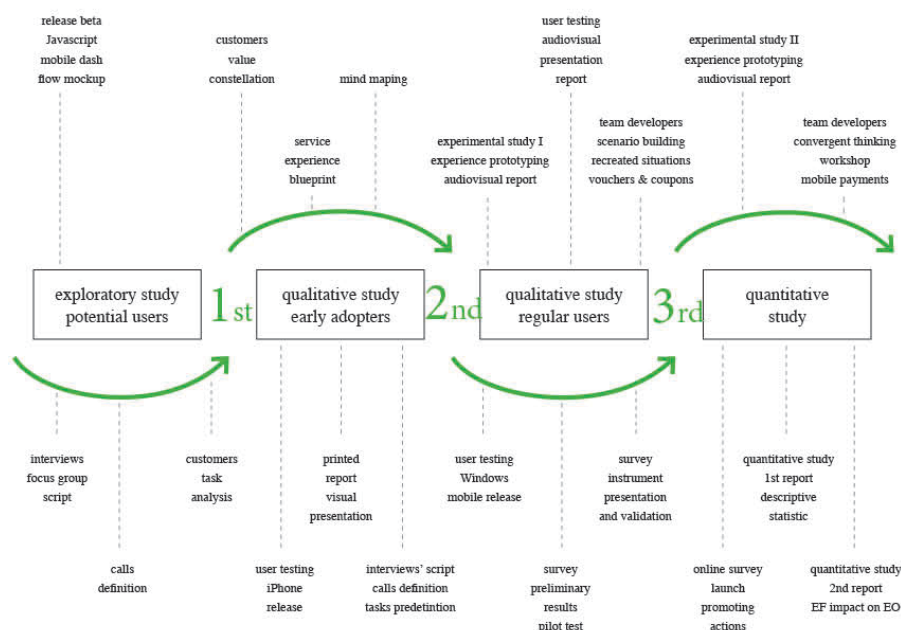 release beta
Javascript
mobile dash
flow mockup
customers
value
constellation
mind maping
service
experience
blueprint
experimental study I
experience prototyping
audiovisual report
user testing
audiovisual
presentation
report
team developers
scenario building
recreated situations
vouchers & coupons
experimental study II
experience prototyping
audiovisual report
team developers
convergent thinking
workshop
mobile payments
exploratory study
potential users
1st
qualitative study
early adopters
2nd
qualitative study
regular users
3rd
quantitative
study
interviews
focus group
script
calls
definition
customers
task
analysis
user testing
iPhone
release
printed
report
visual
presentation
interviews' script
calls definition
tasks predetintion
user testing
Windows
mobile release
survey
preliminary
results
pilot test
survey
instrument
presentation
and validation
online survey
launch
promoting
actions
quantitative study
1st report
descriptive
statistic
quantitative study
2nd report
EF impact on EO